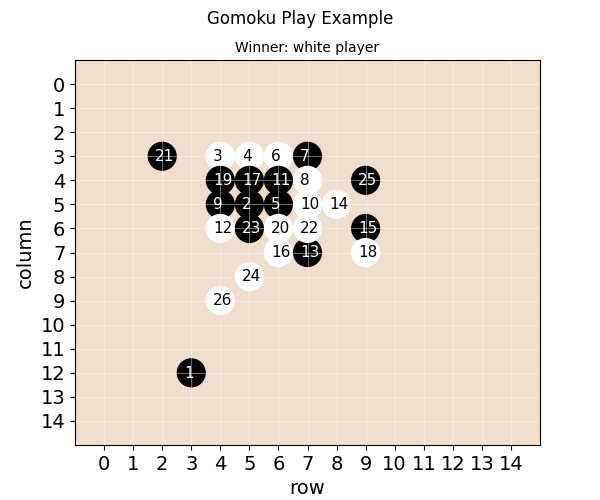 Gomoku Play Example
Winner: white player
0
1
2
3 21 3 4 6 7
4 19 17 11 8 25
5 9 2 5 10 14
6 12 23 20 22 15
7 16 13 18
8 24
9 26
10
11
12 1
13
14
column
0 1 2 3 4 5 6 7 8 9 10 11 12 13 14
row